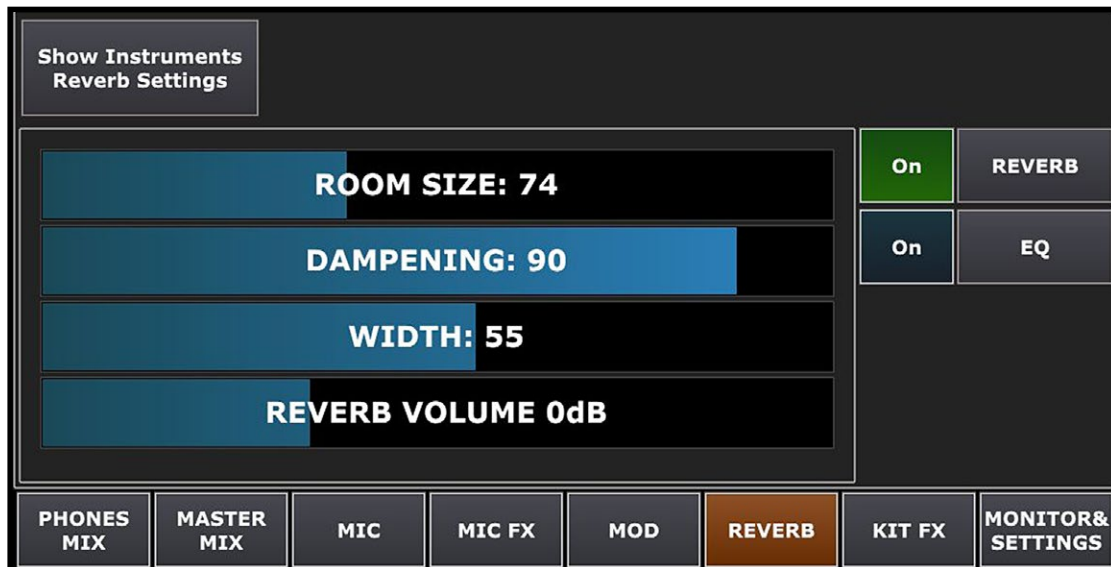 Show Instruments
Reverb Settings
ROOM SIZE: 74
On
REVERB
DAMPENING: 90
On
EQ
WIDTH: 55
REVERB VOLUME 0dB
PHONES
MIX
MASTER
MIX
MIC
MIC FX
MOD
REVERB
KIT FX
MONITOR&
SETTINGS